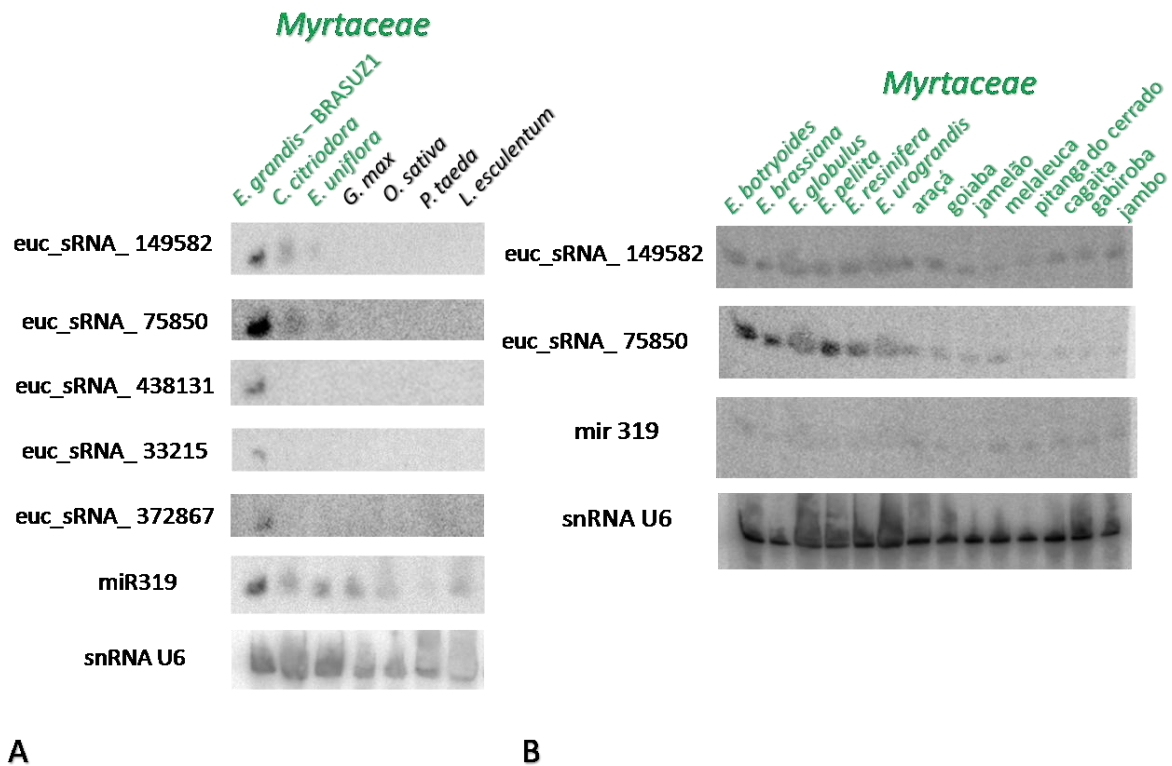 Myrtaceae
E. grandis – BRASUZ1
C. citriodora
E. uniflora
G. max
O. sativa
P. taeda
L. esculentum
euc_sRNA_ 149582
euc_sRNA_ 75850
euc_sRNA_ 438131
euc_sRNA_ 33215
euc_sRNA_ 372867
miR319
snRNA U6
A
Myrtaceae
E. botryoides
E. brassiana
E. globulus
E. pellita
E. resinifera
E. urograndis
araçá
goiaba
jamelão
melaleuca
pitanga do cerrado
cagaita
gabiroba
jambo
euc_sRNA_ 149582
euc_sRNA_ 75850
mir 319
snRNA U6
B